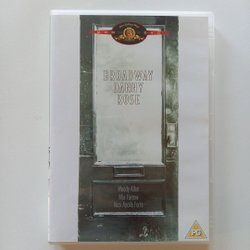 BROADWAY
DANNY
ROSE
Woody Allen
Mia Farrow
Nick Apollo Forte
PG